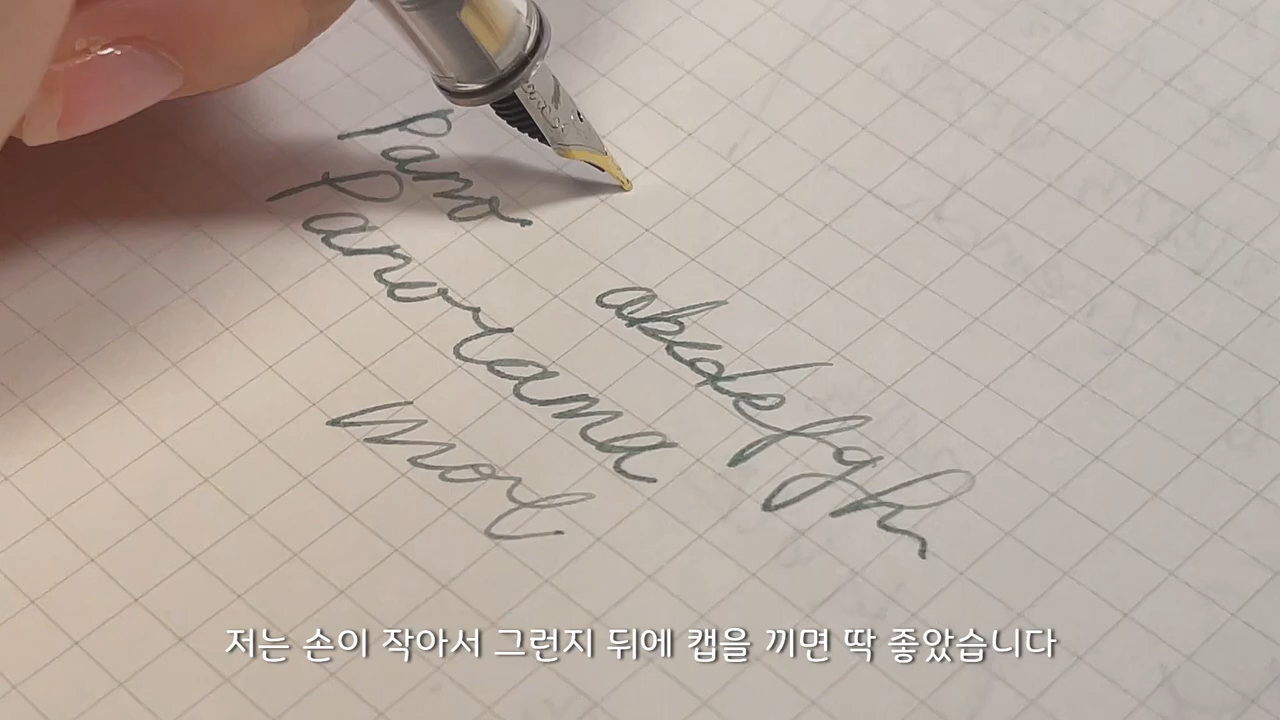 Pano
Panorama
more
abcdefgh
저는 손이 작아서 그런지 뒤에 캡을 끼면 딱 좋았습니다